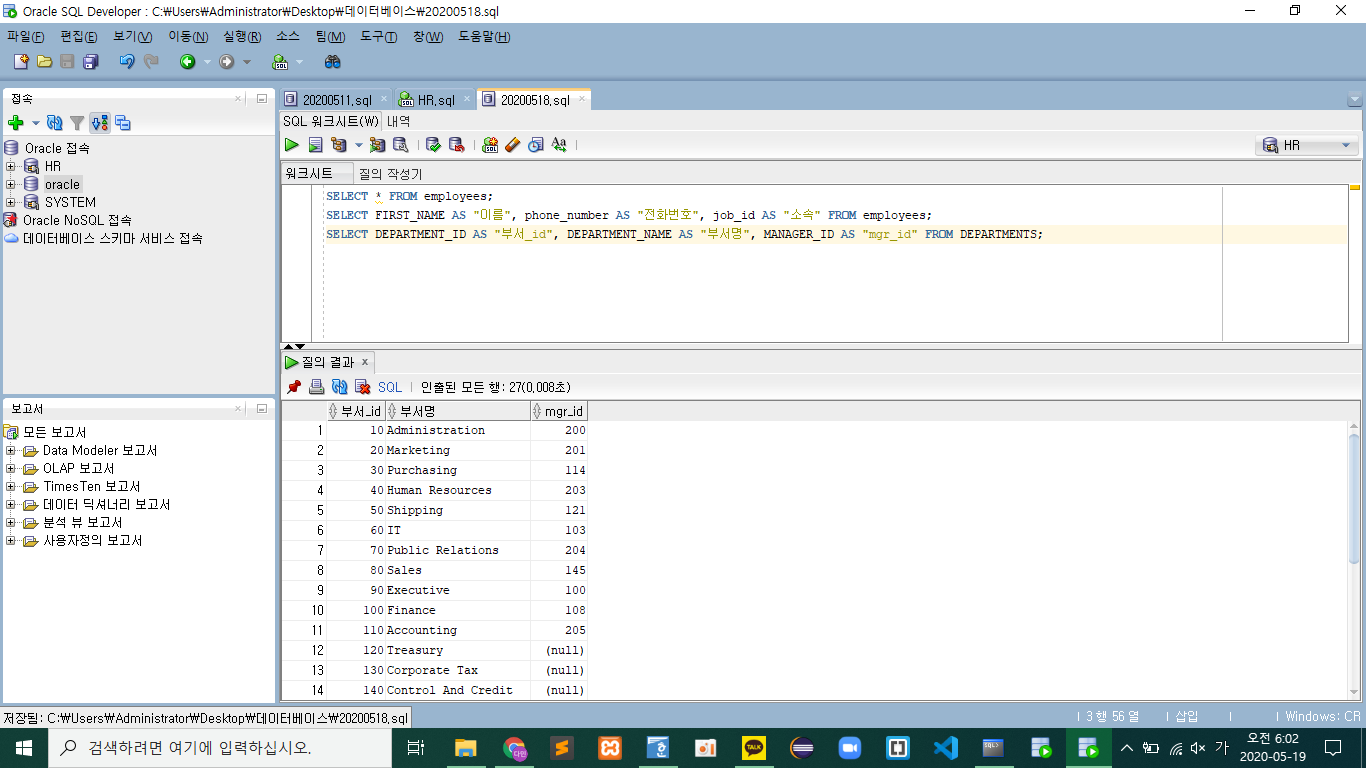 Oracle SQL Developer : C:₩Users₩Administrator₩Desktop₩데이터베이스₩20200518.sql
파일(F) 편집(E) 보기(V) 이동(N) 실행(R) 소스 팀(M) 도구(T) 창(W) 도움말(H)
접속
Oracle 접속
HR
oracle
SYSTEM
Oracle NoSQL 접속
데이터베이스 스키마 서비스 접속
보고서
모든 보고서
Data Modeler 보고서
OLAP 보고서
TimesTen 보고서
데이터 딕셔너리 보고서
분석 뷰 보고서
사용자정의 보고서
20200511.sql HR.sql 20200518.sql
SQL 워크시트(W) 내역
HR
워크시트 질의 작성기
SELECT * FROM employees;
SELECT FIRST_NAME AS "이름", phone_number AS "전화번호", job_id AS "소속" FROM employees;
SELECT DEPARTMENT_ID AS "부서_id", DEPARTMENT_NAME AS "부서명", MANAGER_ID AS "mgr_id" FROM DEPARTMENTS;
질의 결과 x
SQL 인출된 모든 행: 27(0.008초)
부서_id 부서명 mgr_id
1 10 Administration 200
2 20 Marketing 201
3 30 Purchasing 114
4 40 Human Resources 203
5 50 Shipping 121
6 60 IT 103
7 70 Public Relations 204
8 80 Sales 145
9 90 Executive 100
10 100 Finance 108
11 110 Accounting 205
12 120 Treasury (null)
13 130 Corporate Tax (null)
14 140 Control And Credit (null)
저장됨: C:₩Users₩Administrator₩Desktop₩데이터베이스₩20200518.sql
3 행 56 열 삽입 Windows: CR
검색하려면 여기에 입력하십시오.
다인
TALK
SQL>
가
오전 6:02
2020-05-19